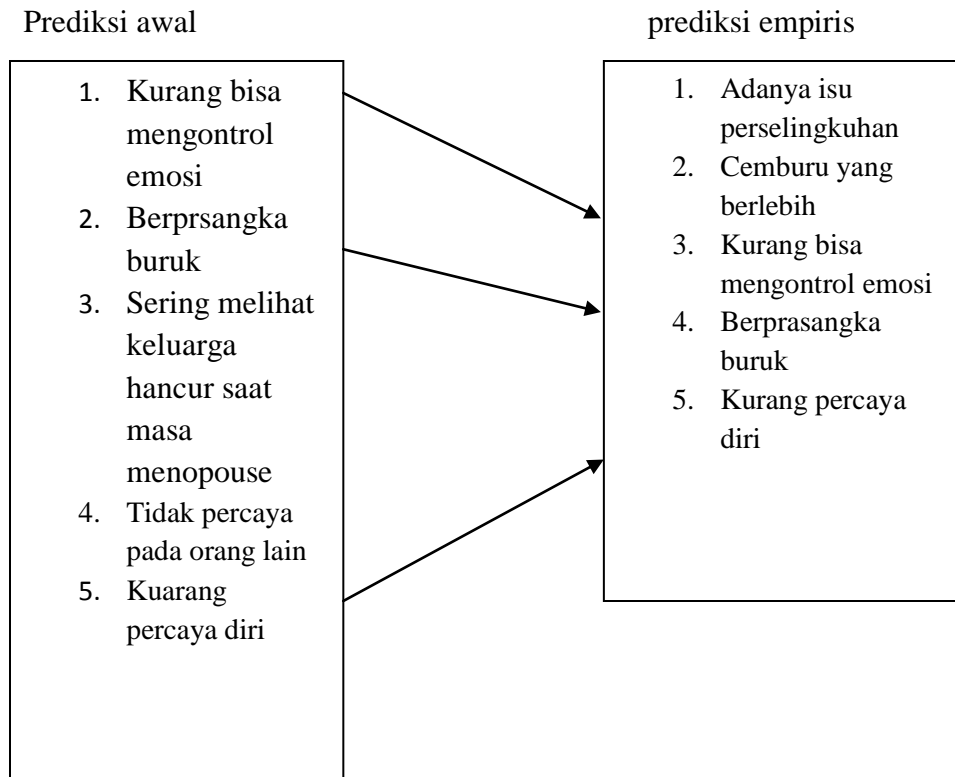 Prediksi awal
prediksi empiris
1. Kurang bisa
mengontrol
emosi
2. Berprsangka
buruk
3. Sering melihat
keluarga
hancur saat
masa
menopouse
4. Tidak percaya
pada orang lain
5. Kuarang
percaya diri
1. Adanya isu
perselingkuhan
2. Cemburu yang
berlebih
3. Kurang bisa
mengontrol emosi
4. Berprasangka
buruk
5. Kurang percaya
diri